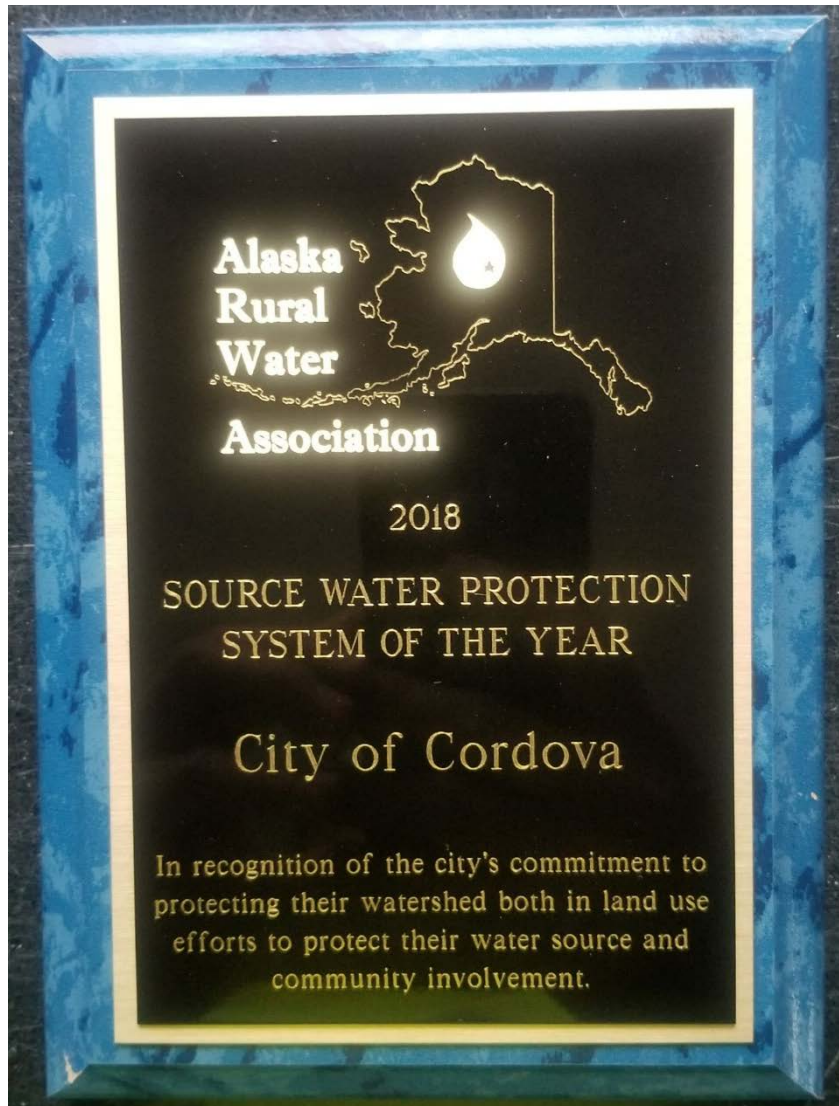 Alaska
Rural
Water
Association
2018
SOURCE WATER PROTECTION
SYSTEM OF THE YEAR
City of Cordova
In recognition of the city's commitment to
protecting their watershed both in land use
efforts to protect their water source and
community involvement.